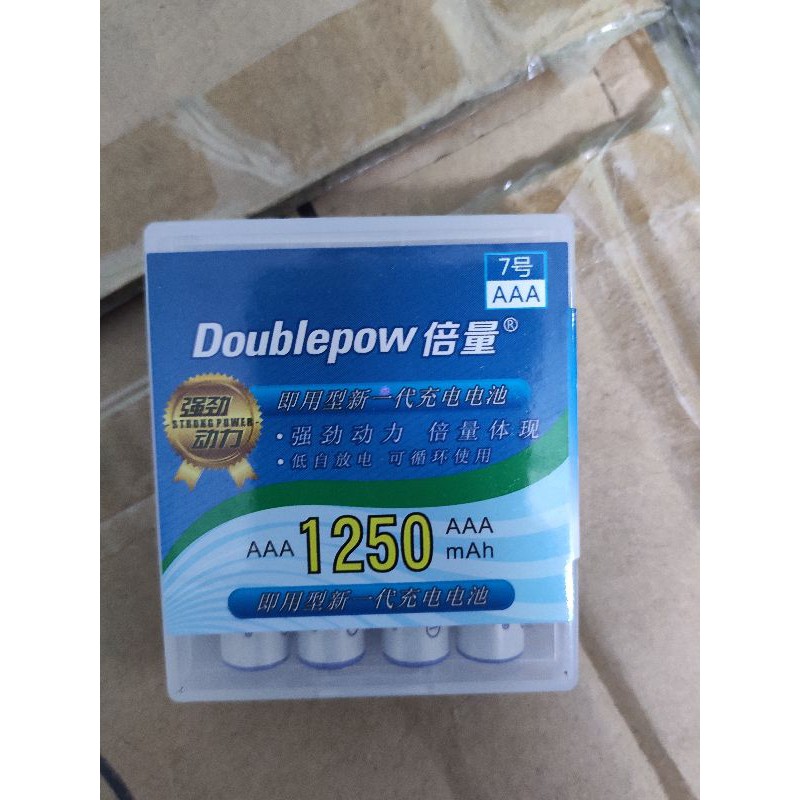 7号
AAA
Doublepow 倍量®
强劲
STRONG POWER
动力
即用型新一代充电电池
·强劲动力 倍量体现
·低自放电 可循环使用
AAA 1250 AAA mAh
即用型新一代充电电池